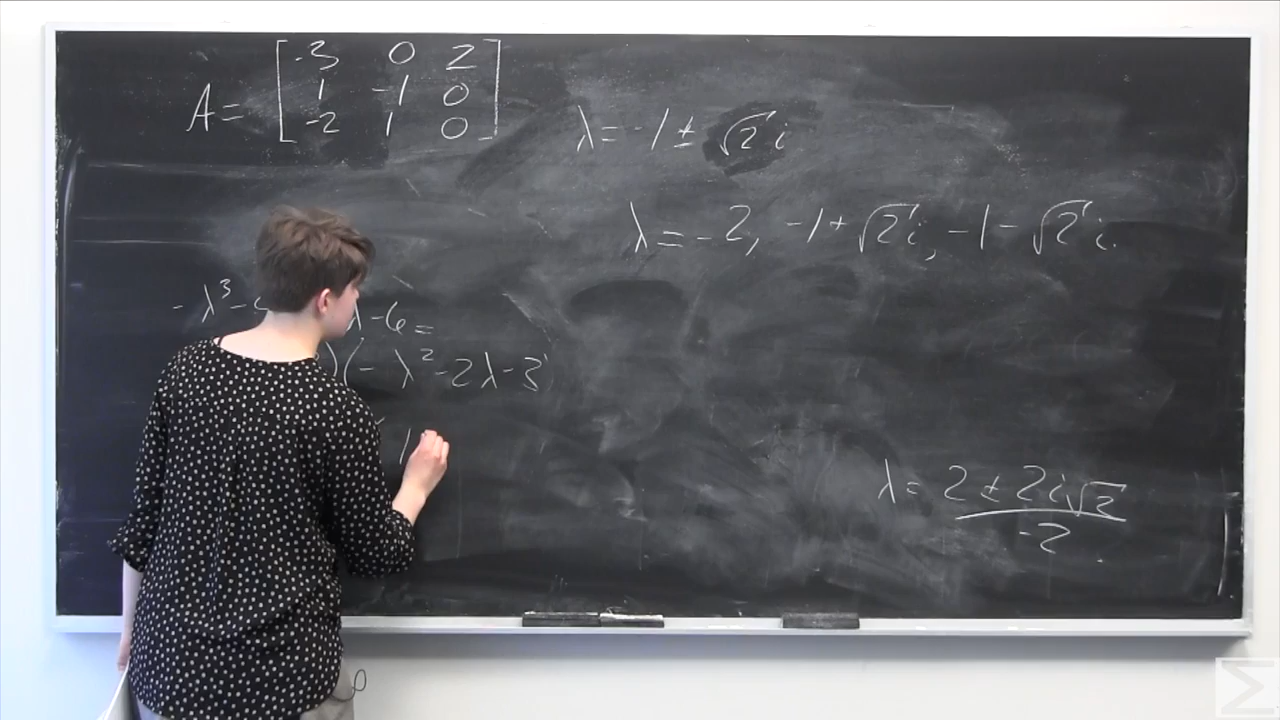 A = [ -3 0 2
1 -1 0
-2 1 0 ]
λ = -1 ± √2 i
λ = -2, -1 + √2 i, -1 - √2 i.
-λ³ - λ - 6 =
)(-λ² - 2λ - 3
λ = 2 ± 2i√2
-2